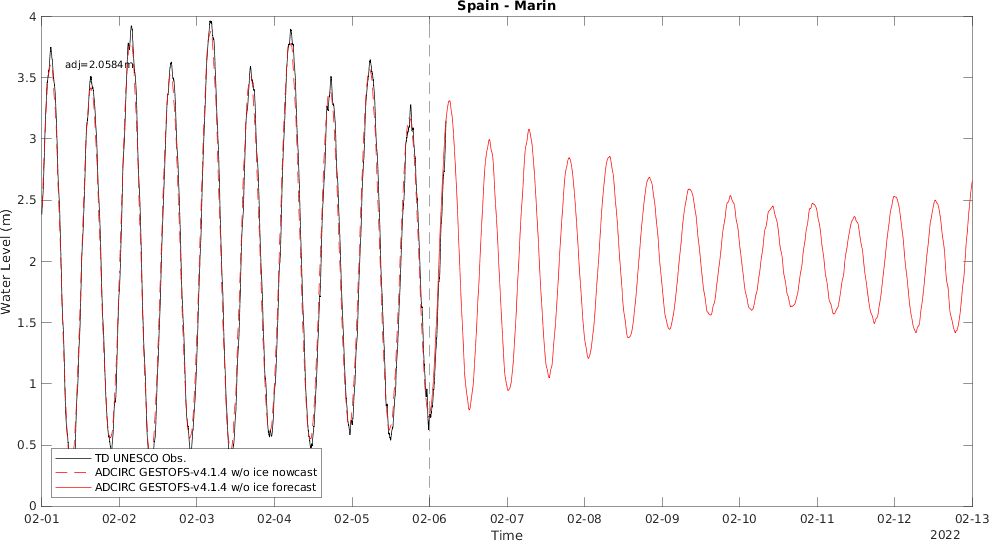 Spain - Marin
adj=2.0584m
Water Level (m)
4
3.5
3
2.5
2
1.5
1
0.5
0
TD UNESCO Obs.
ADCIRC GESTOFS-v4.1.4 w/o ice nowcast
ADCIRC GESTOFS-v4.1.4 w/o ice forecast
02-01 02-02 02-03 02-04 02-05 02-06 02-07 02-08 02-09 02-10 02-11 02-12 02-13
Time
2022